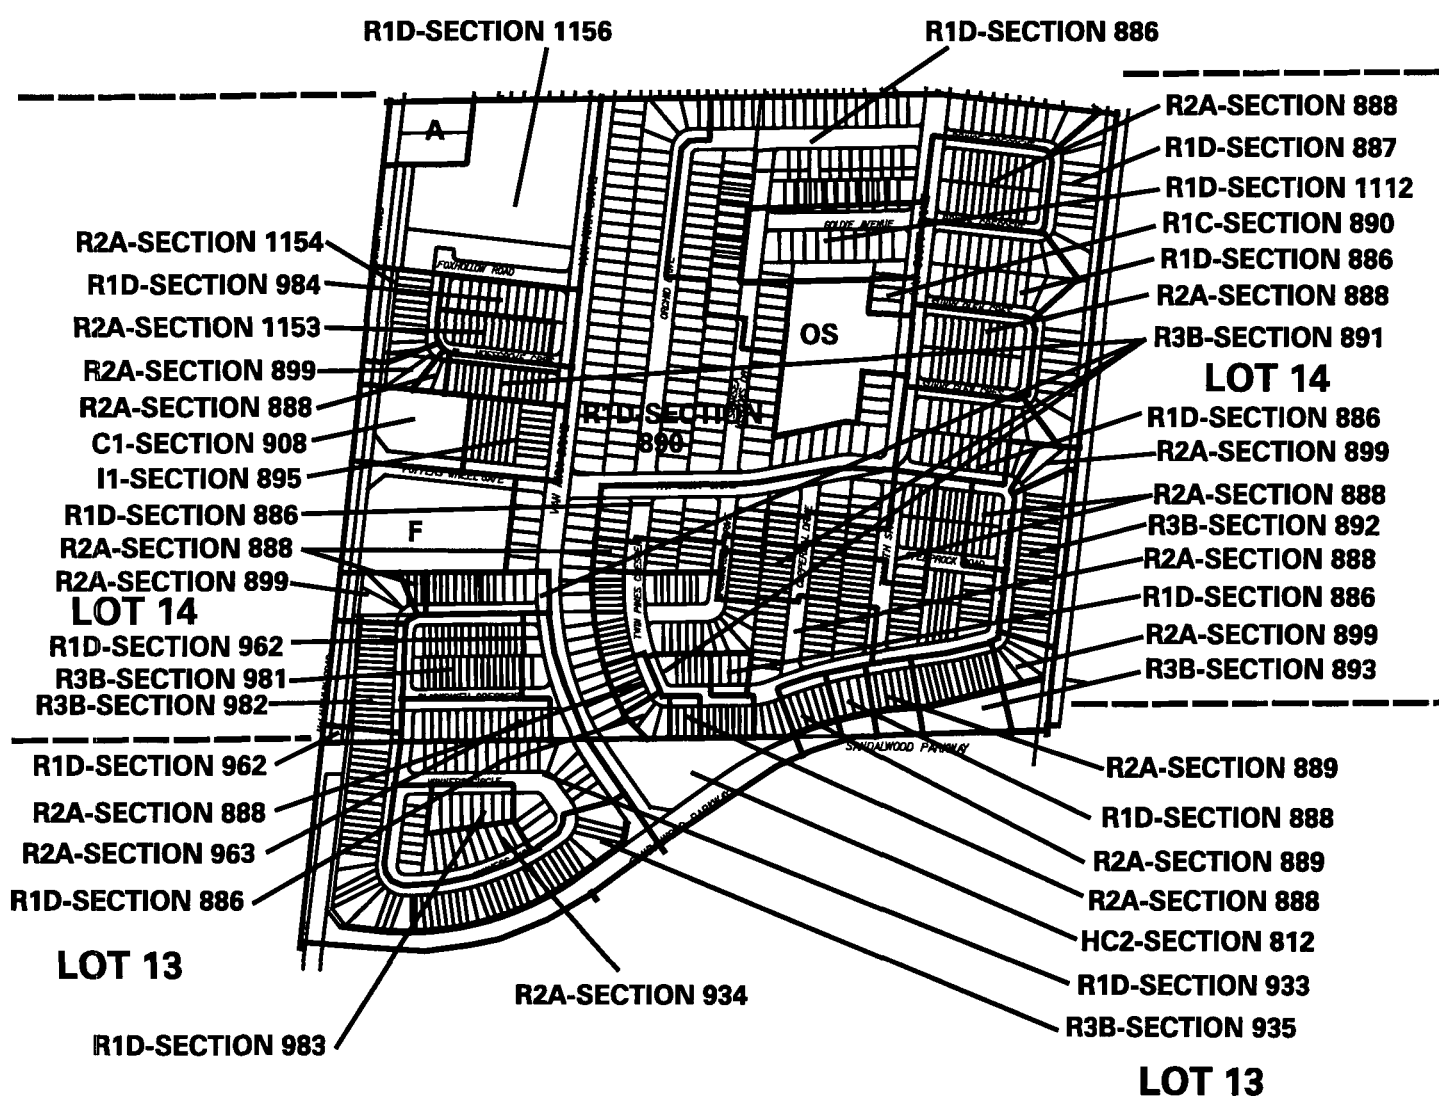 R1D-SECTION 1156
R1D-SECTION 886
A
R2A-SECTION 888
R1D-SECTION 887
R1D-SECTION 1112
R1C-SECTION 890
R1D-SECTION 886
R2A-SECTION 888
R3B-SECTION 891
LOT 14
R1D-SECTION 886
R2A-SECTION 899
R2A-SECTION 888
R3B-SECTION 892
R2A-SECTION 888
R1D-SECTION 886
R2A-SECTION 899
R3B-SECTION 893
R2A-SECTION 889
R1D-SECTION 888
R2A-SECTION 889
R2A-SECTION 888
HC2-SECTION 812
R1D-SECTION 933
R3B-SECTION 935
LOT 13
R2A-SECTION 1154
R1D-SECTION 984
R2A-SECTION 1153
R2A-SECTION 899
R2A-SECTION 888
C1-SECTION 908
I1-SECTION 895
R1D-SECTION 886
R2A-SECTION 888
R2A-SECTION 899
LOT 14
R1D-SECTION 962
R3B-SECTION 981
R3B-SECTION 982
R1D-SECTION 962
R2A-SECTION 888
R2A-SECTION 963
R1D-SECTION 886
LOT 13
R1D-SECTION 983
R2A-SECTION 934
OS
R1D-SECTION
890
F
FOXHOLLOW ROAD
GOLDIE AVENUE
TWIN PINES CRESCENT
SANDALWOOD PARKWAY